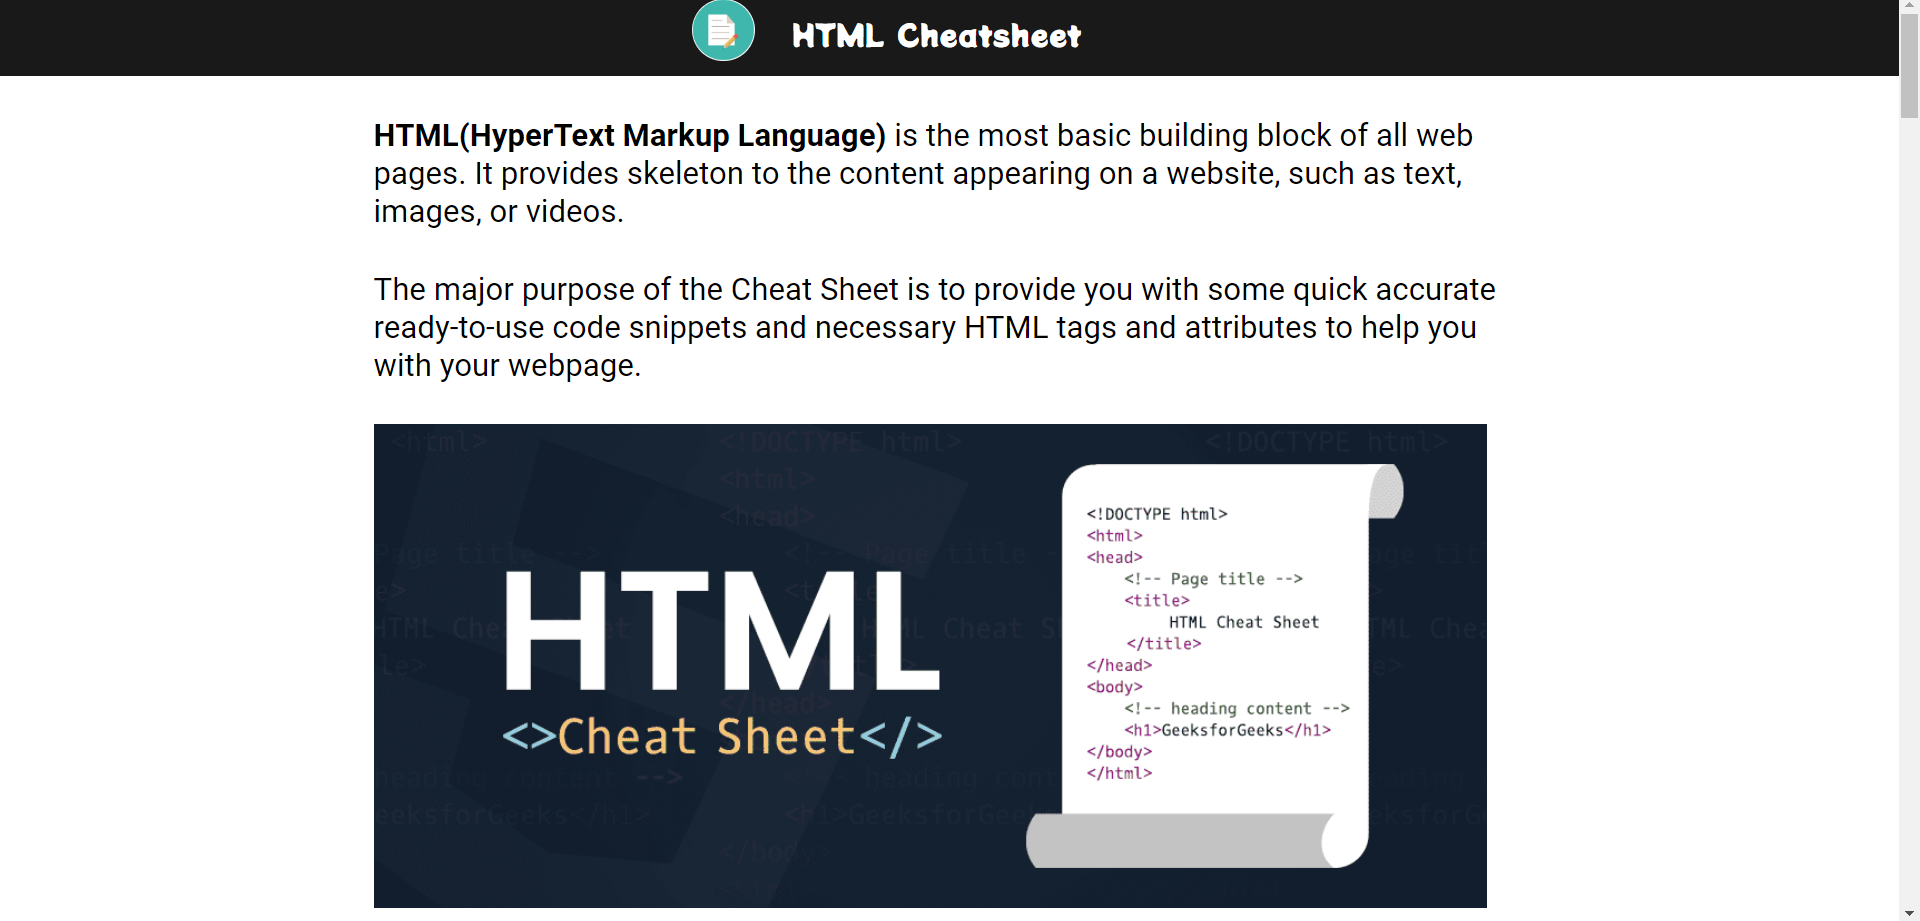 HTML Cheatsheet
HTML(HyperText Markup Language) is the most basic building block of all web
pages. It provides skeleton to the content appearing on a website, such as text,
images, or videos.
The major purpose of the Cheat Sheet is to provide you with some quick accurate
ready-to-use code snippets and necessary HTML tags and attributes to help you
with your webpage.
HTML
<>Cheat Sheet</>
<!DOCTYPE html>
<html>
<head>
<!-- Page title -->
<title>
HTML Cheat Sheet
</title>
</head>
<body>
<!-- heading content -->
<h1>GeeksforGeeks</h1>
</body>
</html>